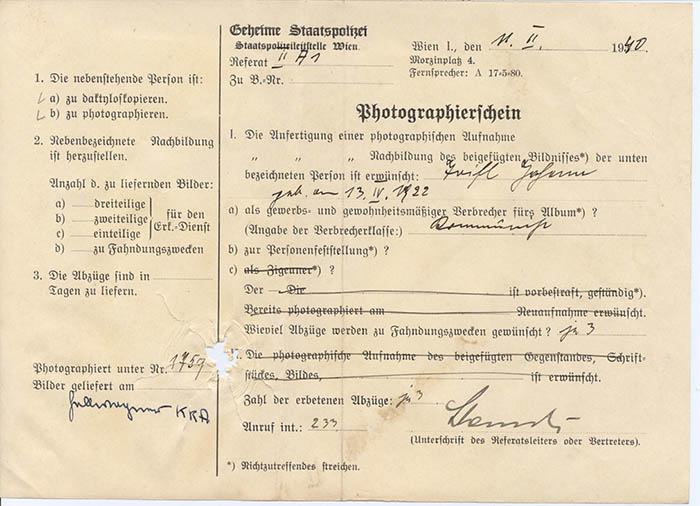 Geheime Staatspolizei
Staatspolizeileitstelle Wien.
Referat II A1
Zu B.-Nr.
Wien I., den 11. II. 1940.
Morzinplatz 4.
Fernsprecher: A 17-5-80.
1. Die nebenstehende Person ist:
a) zu daktyloskopieren.
b) zu photographieren.
2. Nebenbezeichnete Nachbildung
ist herzustellen.
Anzahl d. zu liefernden Bilder:
a) dreiteilige
b) zweiteilige
c) einteilige
für den
Erk.-Dienst
d) zu Fahndungszwecken
3. Die Abzüge sind in
Tagen zu liefern.
Photographiert unter Nr. 1759
Bilder geliefert am
KKA
Photographierschein
I. Die Anfertigung einer photographischen Aufnahme
„ „ „ Nachbildung des beigefügten Bildnisses*) der unten
bezeichneten Person ist erwünscht: Johann
geb. am 13. IV. 1922
a) als gewerbs- und gewohnheitsmäßiger Verbrecher fürs Album*) ?
(Angabe der Verbrecherklasse:) Kommunist
b) zur Personenfeststellung*) ?
c) als Zigeuner*) ?
Der Die ist vorbestraft, geständig*).
Bereits photographiert am Neuaufnahme erwünscht.
Wieviel Abzüge werden zu Fahndungszwecken gewünscht ? je 3
II. Die photographische Aufnahme des beigefügten Gegenstandes, Schrift-
stückes, Bildes, ist erwünscht.
Zahl der erbetenen Abzüge: je 3
Anruf int.: 233
(Unterschrift des Referatsleiters oder Vertreters).
*) Nichtzutreffendes streichen.